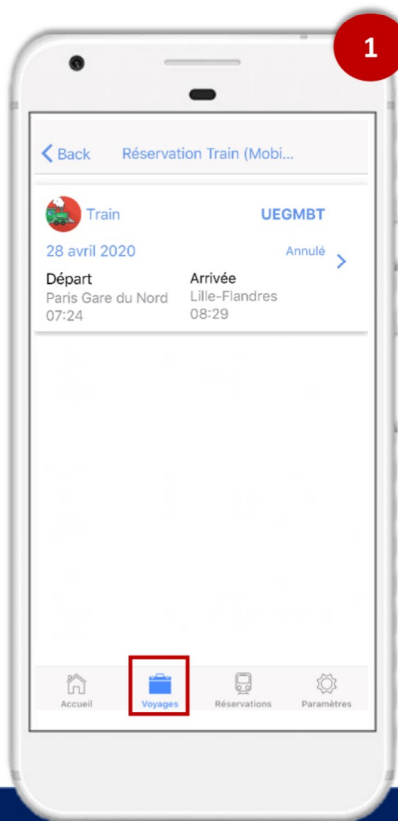 1
Back Réservation Train (Mobi...
Train UEGMBT
28 avril 2020 Annulé
Départ Arrivée
Paris Gare du Nord Lille-Flandres
07:24 08:29
Accueil Voyages Réservations Paramètres